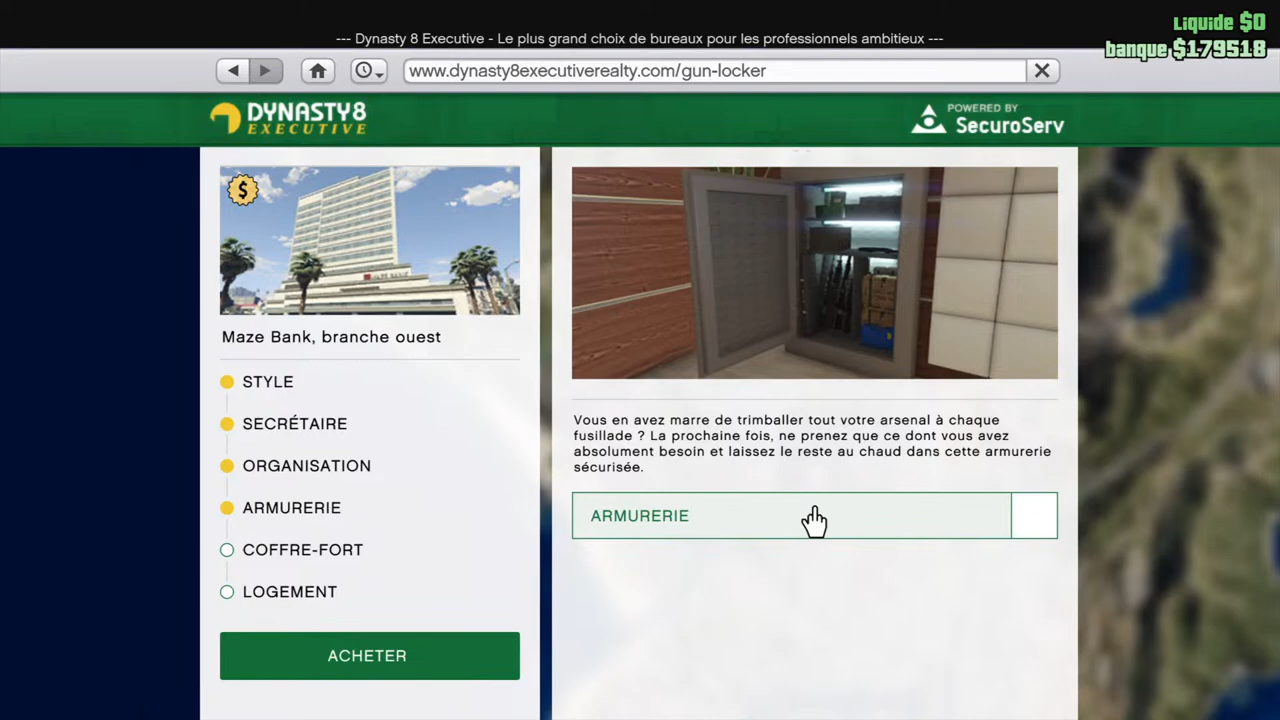 Liquide $0
banque $179518
--- Dynasty 8 Executive - Le plus grand choix de bureaux pour les professionnels ambitieux ---
www.dynasty8executiverealty.com/gun-locker
DYNASTY 8
EXECUTIVE
POWERED BY
SecuroServ
$
Maze Bank, branche ouest
STYLE
SECRÉTAIRE
ORGANISATION
ARMURERIE
COFFRE-FORT
LOGEMENT
ACHETER
Vous en avez marre de trimballer tout votre arsenal à chaque
fusillade ? La prochaine fois, ne prenez que ce dont vous avez
absolument besoin et laissez le reste au chaud dans cette armurerie
sécurisée.
ARMURERIE